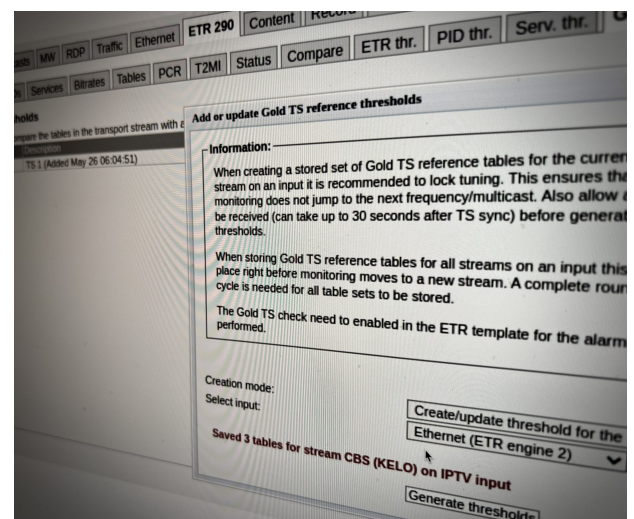 MW RDP Traffic Ethernet ETR 290 Content Record
Services Bitrates Tables PCR T2MI Status Compare ETR thr. PID thr. Serv. thr.
the tables in the transport stream with
Description
TS 1 (Added May 26 06:04:51)
Add or update Gold TS reference thresholds
Information:
When creating a stored set of Gold TS reference tables for the
stream on an input it is recommended to lock tuning. This ensures
monitoring does not jump to the next frequency/multicast. Also allow
be received (can take up to 30 seconds after TS sync) before
thresholds.
When storing Gold TS reference tables for all streams on an input this
place right before monitoring moves to a new stream. A complete
cycle is needed for all table sets to be stored.
The Gold TS check need to enabled in the ETR template for the alarm
performed.
Creation mode:
Create/update threshold for the
Select input:
Ethernet (ETR engine 2)
Saved 3 tables for stream CBS (KELO) on IPTV input
Generate thresholds